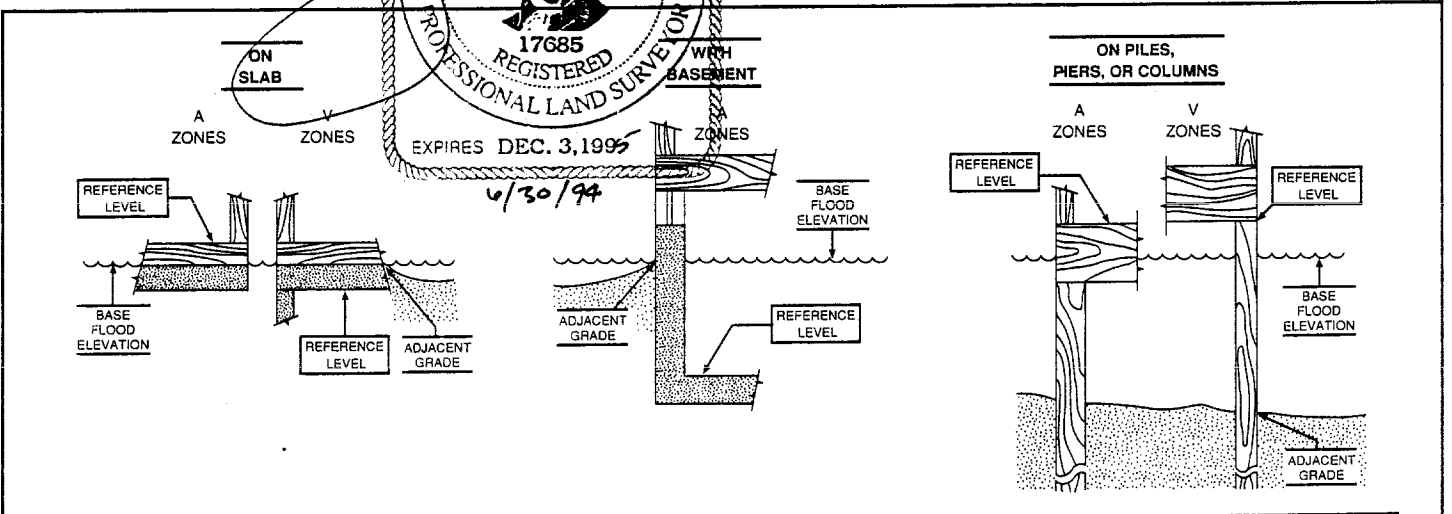 ON
SLAB
A
ZONES
V
ZONES
REFERENCE
LEVEL
BASE
FLOOD
ELEVATION
REFERENCE
LEVEL
ADJACENT
GRADE
17685
REGISTERED
PROFESSIONAL LAND SURVEYOR
EXPIRES DEC. 3, 1995
6/30/94
WITH
BASEMENT
A
ZONES
BASE
FLOOD
ELEVATION
ADJACENT
GRADE
REFERENCE
LEVEL
ON PILES,
PIERS, OR COLUMNS
A
ZONES
V
ZONES
REFERENCE
LEVEL
REFERENCE
LEVEL
BASE
FLOOD
ELEVATION
ADJACENT
GRADE